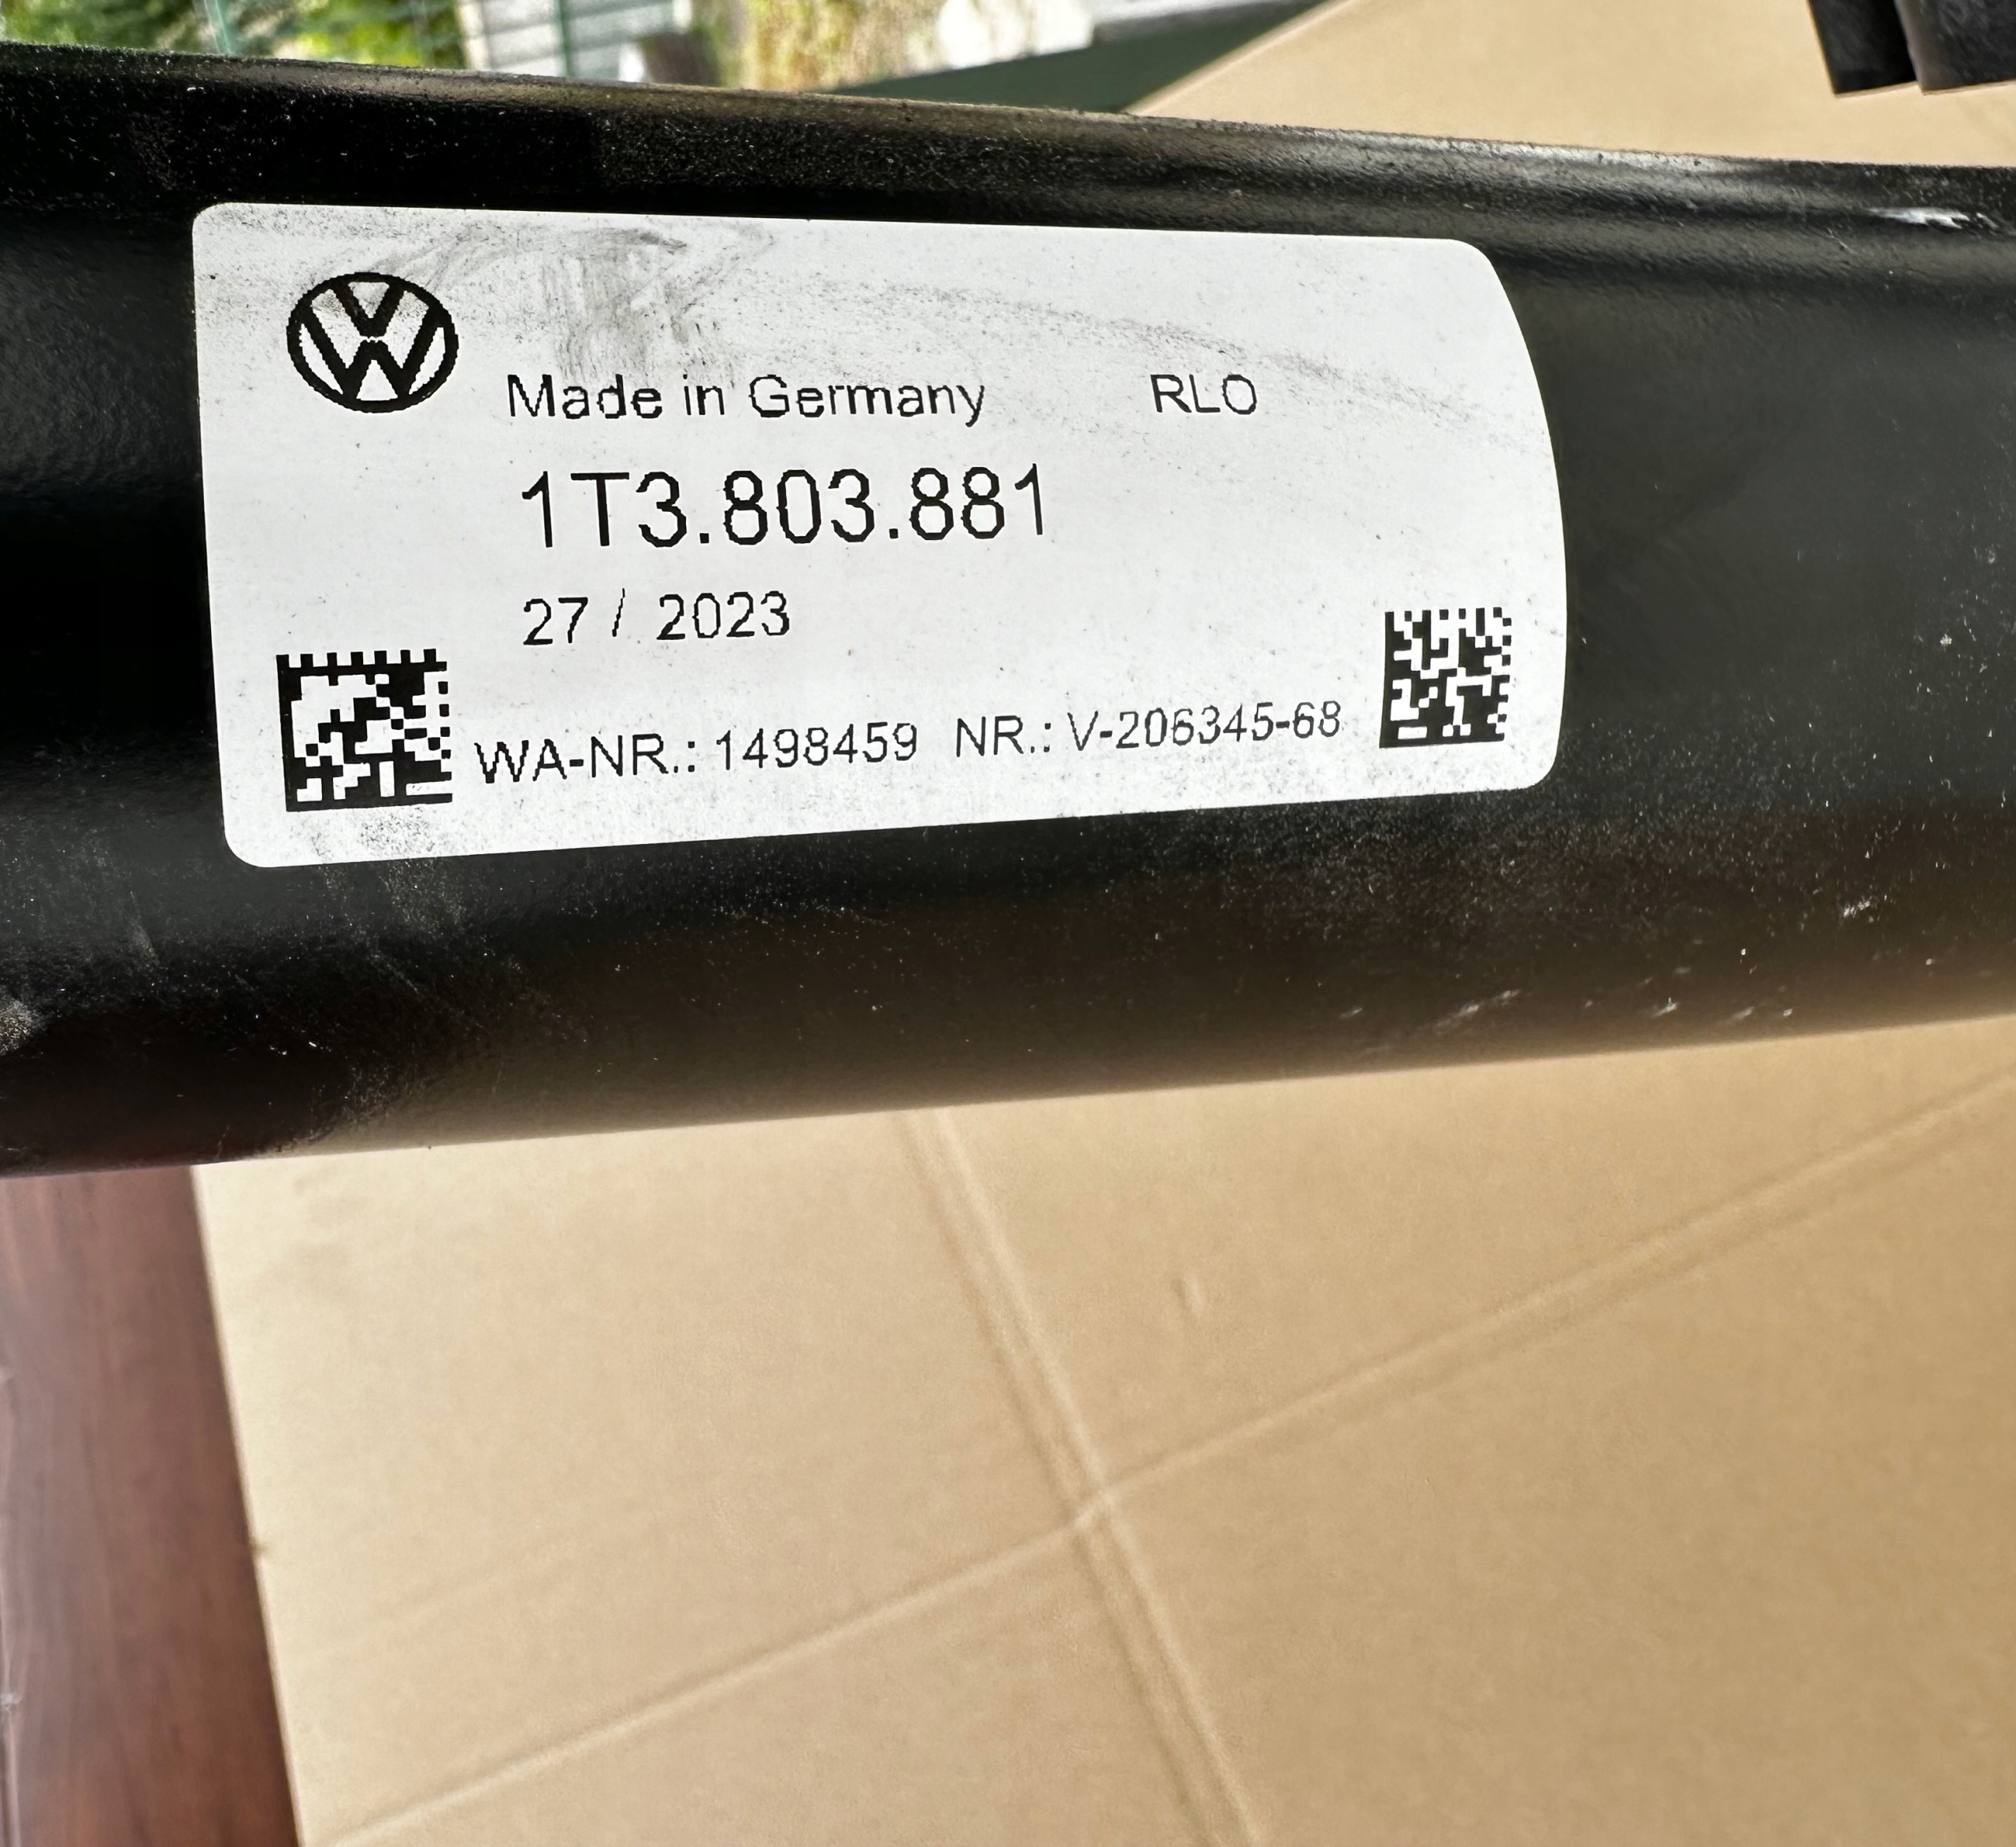 Made in Germany RLO
1T3.803.881
27 / 2023
WA-NR.: 1498459 NR.: V-206345-68